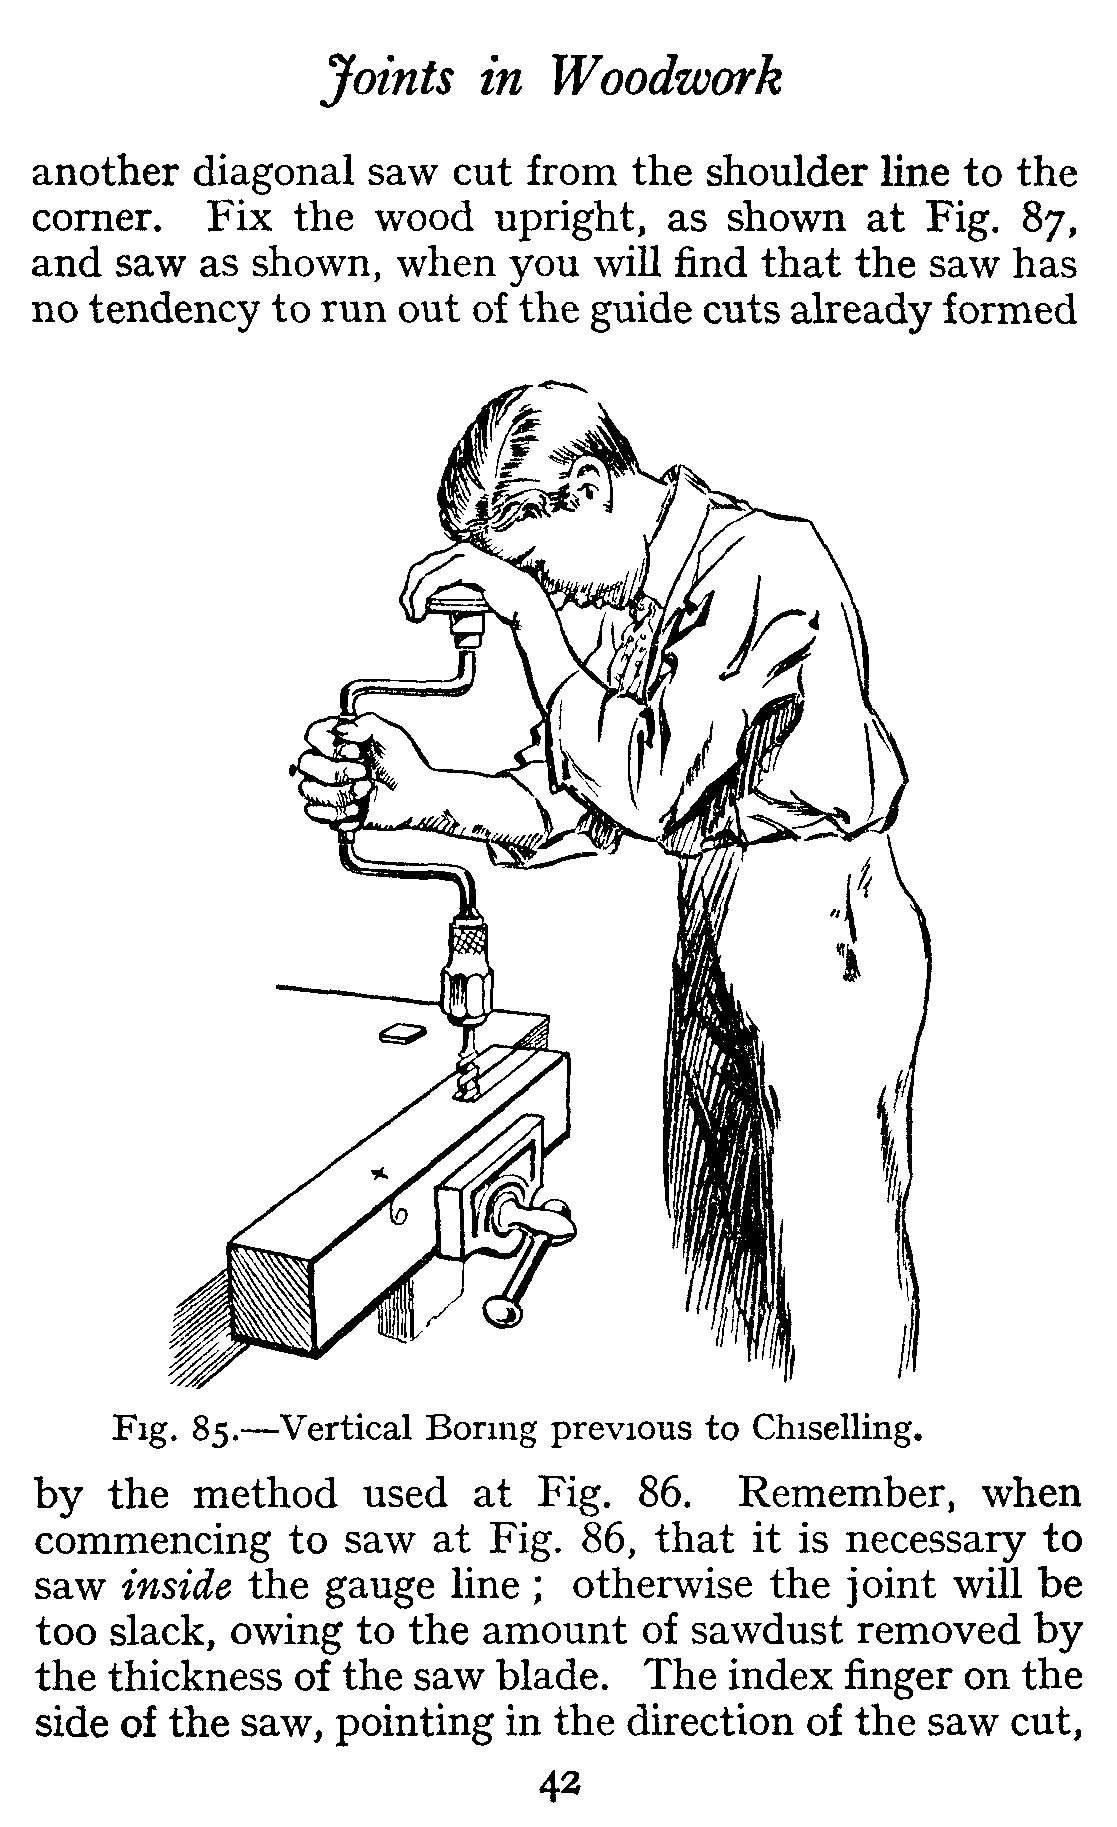 Joints in Woodwork
another diagonal saw cut from the shoulder line to the
corner. Fix the wood upright, as shown at Fig. 87,
and saw as shown, when you will find that the saw has
no tendency to run out of the guide cuts already formed
Fig. 85.—Vertical Boring previous to Chiselling.
by the method used at Fig. 86. Remember, when
commencing to saw at Fig. 86, that it is necessary to
saw inside the gauge line ; otherwise the joint will be
too slack, owing to the amount of sawdust removed by
the thickness of the saw blade. The index finger on the
side of the saw, pointing in the direction of the saw cut,
42